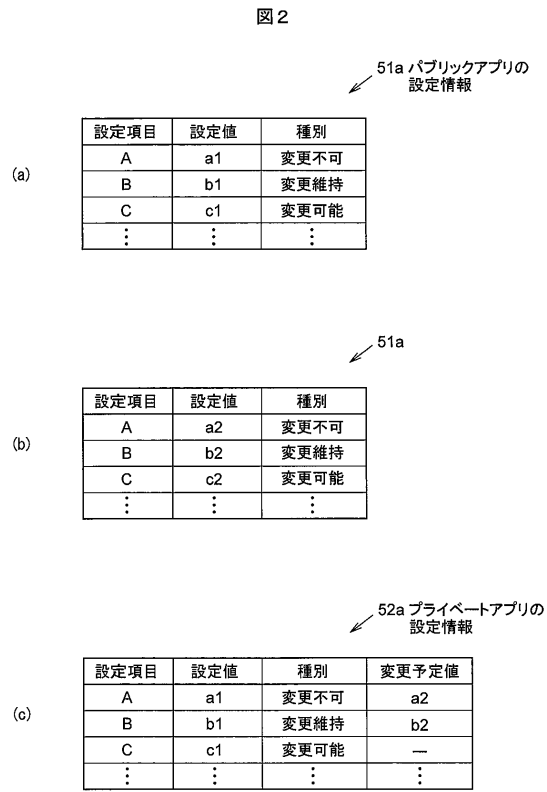 図2
51a パブリックアプリの
設定情報
(a)
設定項目 設定値 種別
A a1 変更不可
B b1 変更維持
C c1 変更可能
⋮ ⋮ ⋮
51a
(b)
設定項目 設定値 種別
A a2 変更不可
B b2 変更維持
C c2 変更可能
⋮ ⋮ ⋮
52a プライベートアプリの
設定情報
(c)
設定項目 設定値 種別 変更予定値
A a1 変更不可 a2
B b1 変更維持 b2
C c1 変更可能 —
⋮ ⋮ ⋮ ⋮